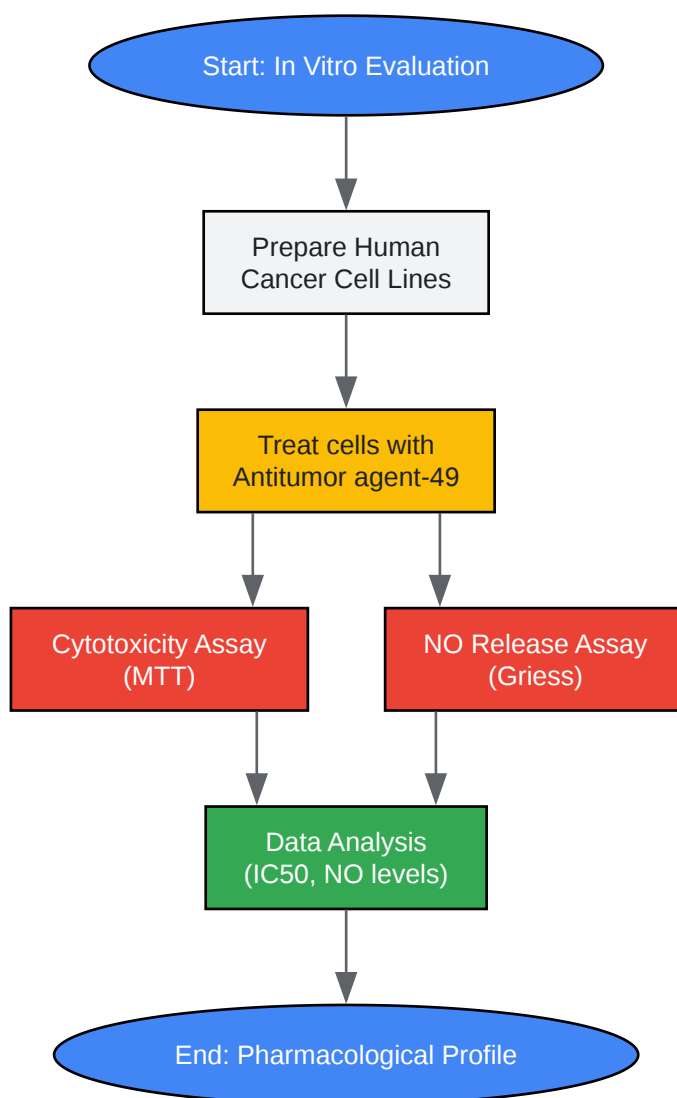 Start: In Vitro Evaluation
Prepare Human
Cancer Cell Lines
Treat cells with
Antitumor agent-49
Cytotoxicity Assay
(MTT)
NO Release Assay
(Griess)
Data Analysis
(IC50, NO levels)
End: Pharmacological Profile